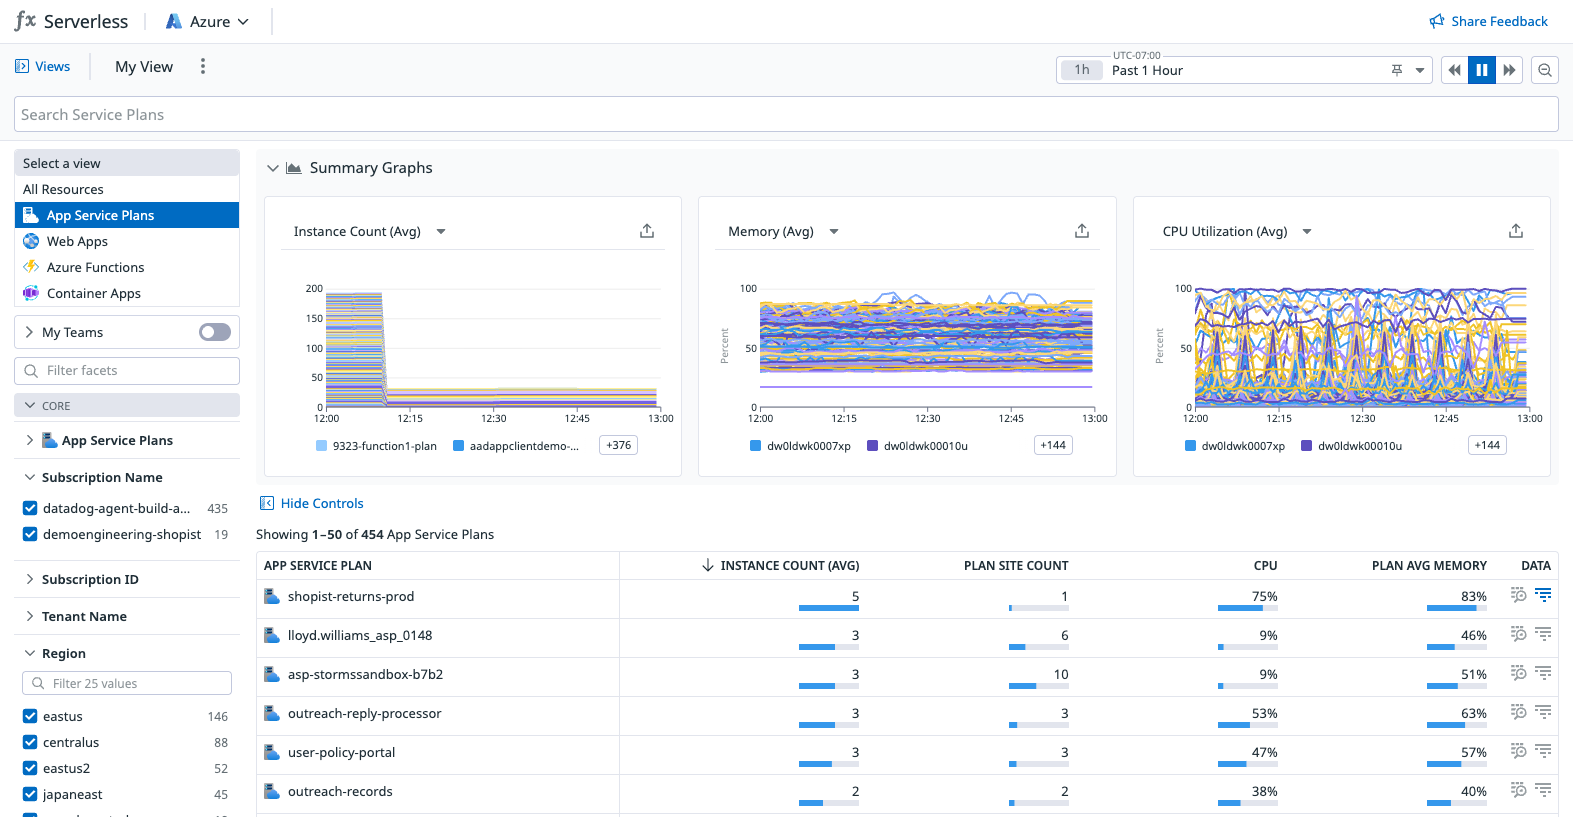 fx Serverless
Azure
Share Feedback
Views
My View
1h
UTC-07:00
Past 1 Hour
Search Service Plans
Select a view
All Resources
App Service Plans
Web Apps
Azure Functions
Container Apps
My Teams
Filter facets
CORE
App Service Plans
Subscription Name
datadog-agent-build-a... 435
demoengineering-shopist 19
Subscription ID
Tenant Name
Region
Filter 25 values
eastus 146
centralus 88
eastus2 52
japaneast 45
Summary Graphs
Instance Count (Avg)
200
150
100
50
0
12:00 12:15 12:30 12:45 13:00
9323-function1-plan aadappclientdemo-... +376
Memory (Avg)
Percent
100
50
0
12:00 12:15 12:30 12:45 13:00
dw0ldwk0007xp dw0ldwk00010u +144
CPU Utilization (Avg)
Percent
100
50
0
12:00 12:15 12:30 12:45 13:00
dw0ldwk0007xp dw0ldwk00010u +144
Hide Controls
Showing 1–50 of 454 App Service Plans
APP SERVICE PLAN INSTANCE COUNT (AVG) PLAN SITE COUNT CPU PLAN AVG MEMORY DATA
shopist-returns-prod 5 1 75% 83%
lloyd.williams_asp_0148 3 6 9% 46%
asp-stormssandbox-b7b2 3 10 9% 51%
outreach-reply-processor 3 3 53% 63%
user-policy-portal 3 3 47% 57%
outreach-records 2 2 38% 40%